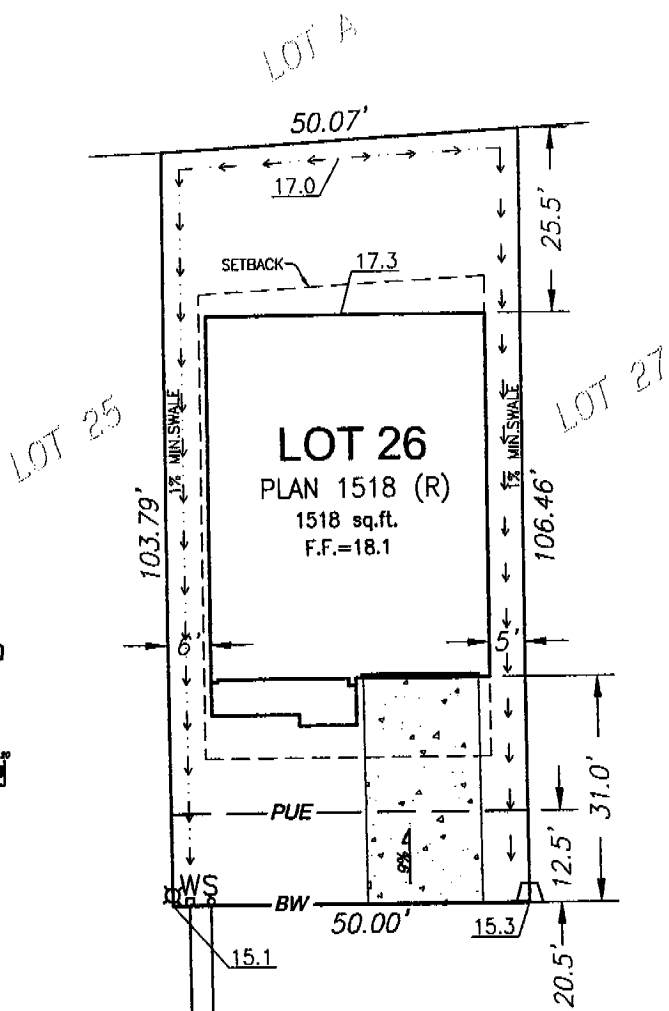 LOT A
50.07'
17.0
25.5'
SETBACK
17.3
LOT 25
LOT 27
1% MIN.SWALE
1% MIN.SWALE
LOT 26
PLAN 1518 (R)
1518 sq.ft.
F.F.=18.1
103.79'
106.46'
6'
5'
31.0'
PUE
12.5'
9%
WS
BW
50.00'
15.1
15.3
20.5'